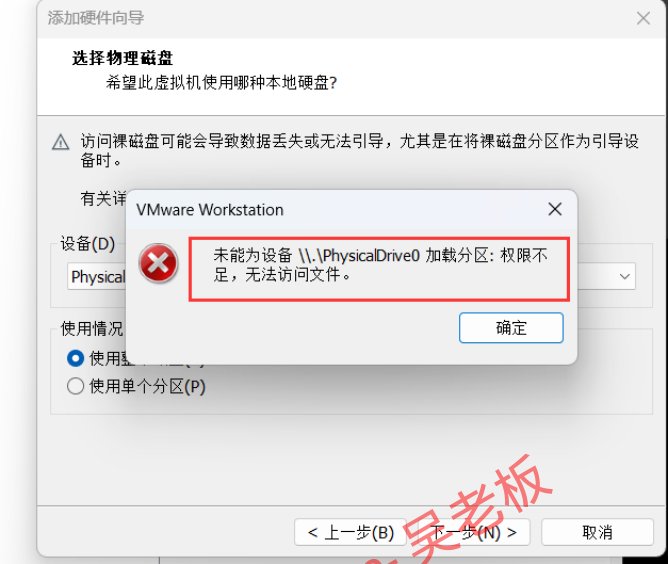 添加硬件向导
选择物理磁盘
希望此虚拟机使用哪种本地硬盘?
访问裸磁盘可能会导致数据丢失或无法引导，尤其是在将裸磁盘分区作为引导设
备时。
有关详
VMware Workstation
未能为设备 \\.\PhysicalDrive0 加载分区: 权限不
足，无法访问文件。
确定
设备(D)
Physical
使用情况
使用整
使用单个分区(P)
< 上一步(B)
下一步(N) >
取消
吴老板